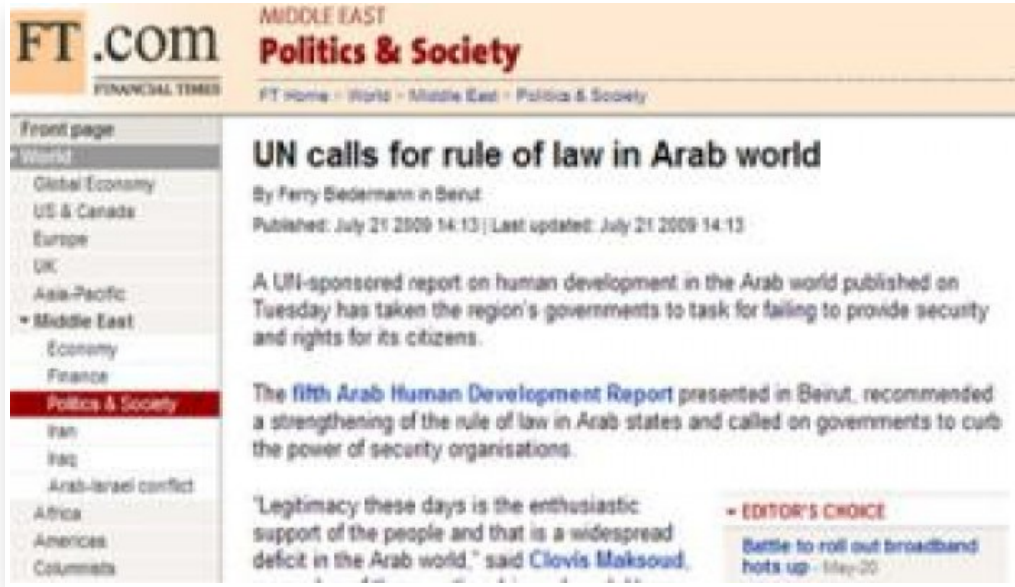 FT.com
FINANCIAL TIMES
MIDDLE EAST
Politics & Society
FT Home > World > Middle East > Politics & Society
Front page
World
Global Economy
US & Canada
Europe
UK
Asia-Pacific
Middle East
Economy
Finance
Politics & Society
Iran
Iraq
Arab-Israel conflict
Africa
Americas
Columnists
UN calls for rule of law in Arab world
By Ferry Biedermann in Beirut
Published: July 21 2009 14:13 | Last updated: July 21 2009 14:13
A UN-sponsored report on human development in the Arab world published on
Tuesday has taken the region's governments to task for failing to provide security
and rights for its citizens.
The fifth Arab Human Development Report presented in Beirut, recommended
a strengthening of the rule of law in Arab states and called on governments to curb
the power of security organisations.
"Legitimacy these days is the enthusiastic
support of the people and that is a widespread
deficit in the Arab world," said Clovis Maksoud,
EDITOR'S CHOICE
Battle to roll out broadband
hots up - May-20